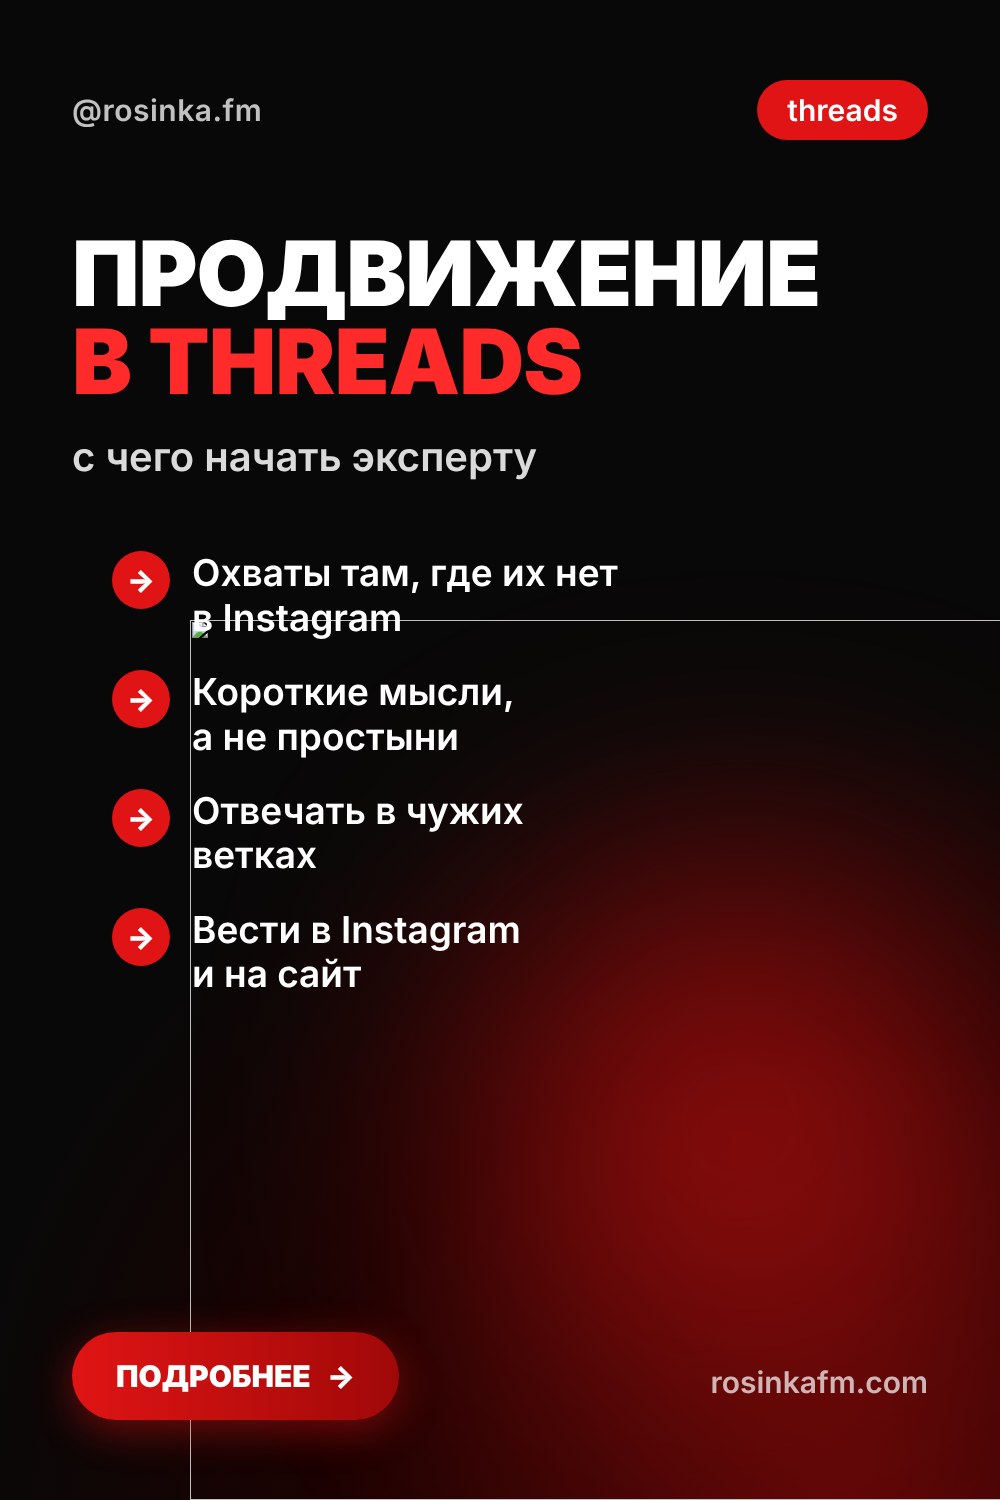 @rosinka.fm
threads
ПРОДВИЖЕНИЕ
В THREADS
с чего начать эксперту
Охваты там, где их нет
в Instagram
Короткие мысли,
а не простыни
Отвечать в чужих
ветках
Вести в Instagram
и на сайт
ПОДРОБНЕЕ →
rosinkafm.com